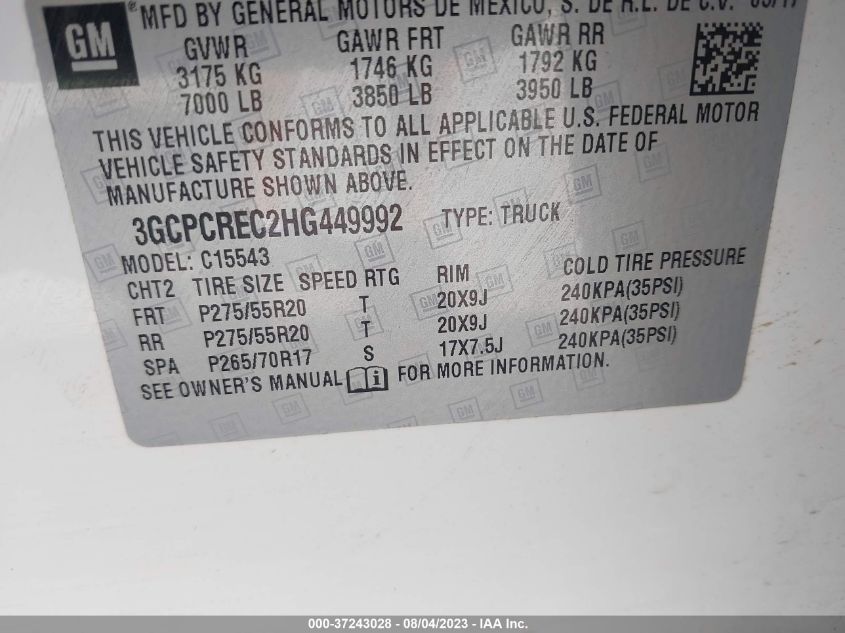 GM ® MFD BY GENERAL MOTORS DE MEXICO, S. DE R.L. DE C.V.
GVWR GAWR FRT GAWR RR
3175 KG 1746 KG 1792 KG
7000 LB 3850 LB 3950 LB
THIS VEHICLE CONFORMS TO ALL APPLICABLE U.S. FEDERAL MOTOR
VEHICLE SAFETY STANDARDS IN EFFECT ON THE DATE OF
MANUFACTURE SHOWN ABOVE.
3GCPCREC2HG449992 TYPE: TRUCK
MODEL: C15543
CHT2 TIRE SIZE SPEED RTG RIM COLD TIRE PRESSURE
FRT P275/55R20 T 20X9J 240KPA(35PSI)
RR P275/55R20 T 20X9J 240KPA(35PSI)
SPA P265/70R17 S 17X7.5J 240KPA(35PSI)
SEE OWNER'S MANUAL FOR MORE INFORMATION.
000-37243028 - 08/04/2023 - IAA Inc.